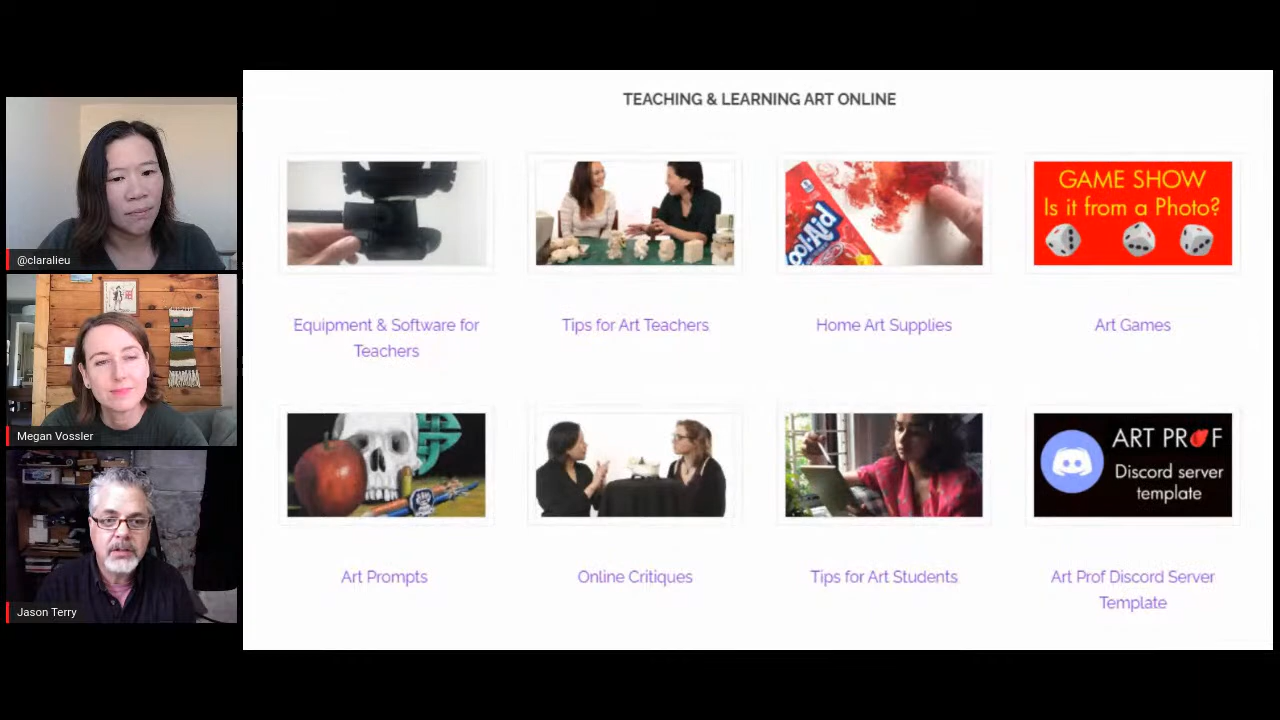 TEACHING & LEARNING ART ONLINE
@claralieu
ool-Aid
GAME SHOW
Is it from a Photo?
Equipment & Software for
Teachers
Tips for Art Teachers
Home Art Supplies
Art Games
Megan Vossler
ART PROF
Discord server
template
Art Prompts
Online Critiques
Tips for Art Students
Art Prof Discord Server
Template
Jason Terry